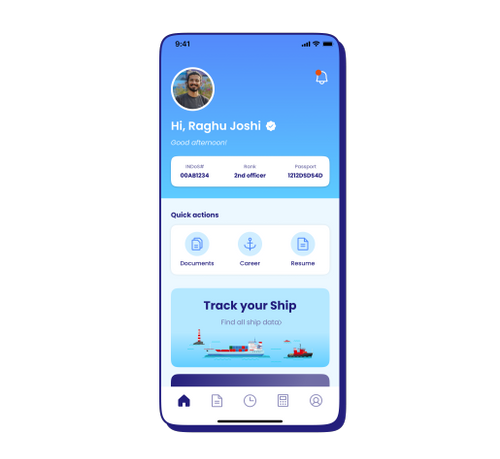 9:41
Hi, Raghu Joshi
Good afternoon!
INDoS# Rank Passport
00AB1234 2nd officer 1212DSDS4D
Quick actions
Documents Career Resume
Track your Ship
Find all ship data